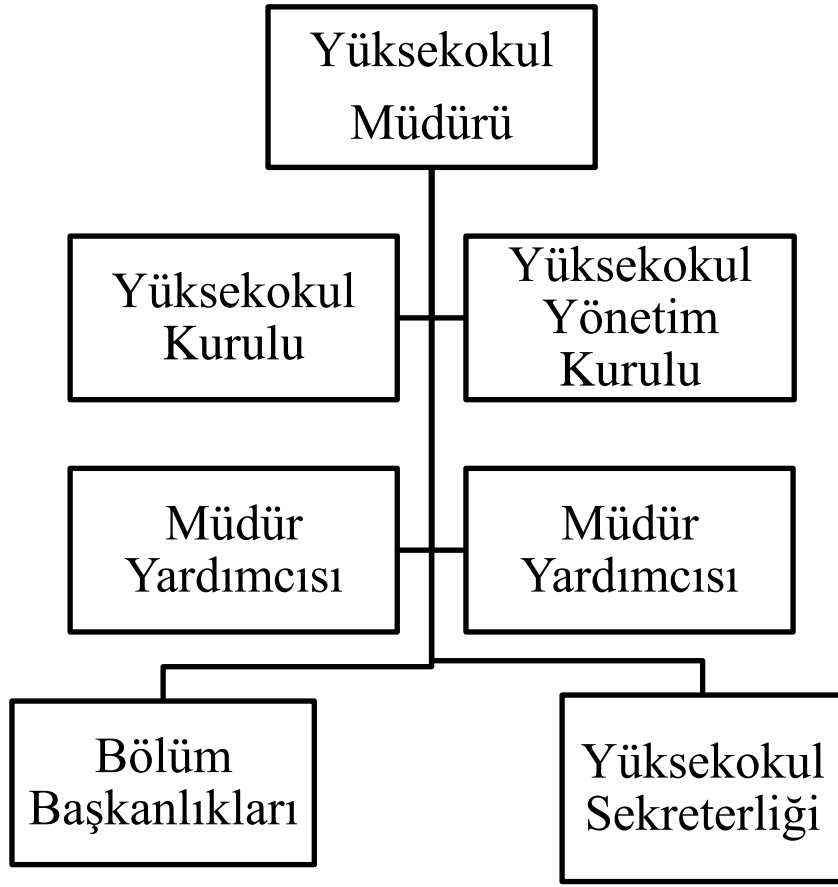 Yüksekokul
Müdürü
Yüksekokul
Kurulu
Yüksekokul
Yönetim
Kurulu
Müdür
Yardımcısı
Müdür
Yardımcısı
Bölüm
Başkanlıkları
Yüksekokul
Sekreterliği